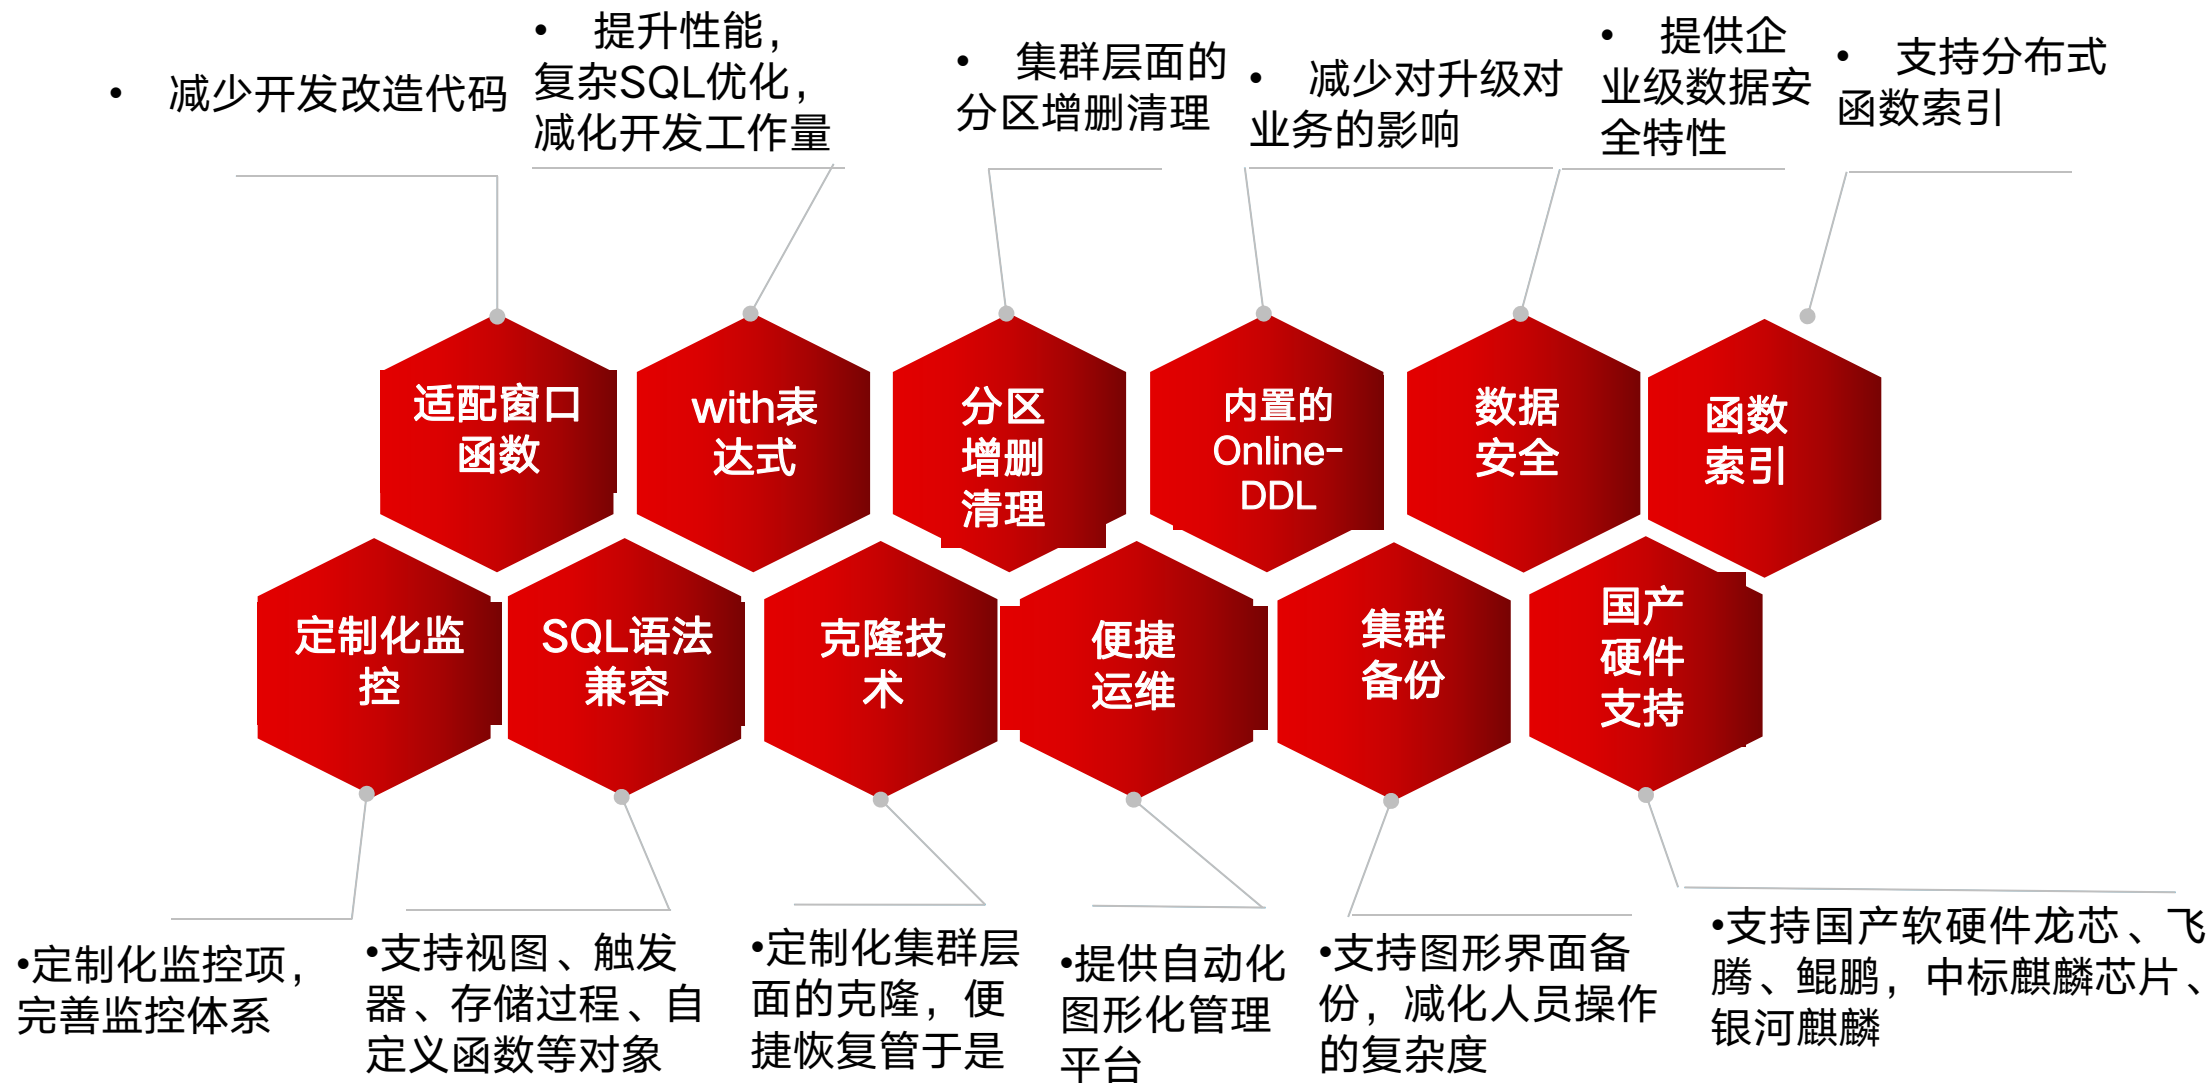 • 减少开发改造代码
• 提升性能，
复杂SQL优化，
减化开发工作量
• 集群层面的
分区增删清理
• 减少对升级对
业务的影响
• 提供企
业级数据安
全特性
• 支持分布式
函数索引
适配窗口
函数
with表
达式
分区
增删
清理
内置的
Online-
DDL
数据
安全
函数
索引
定制化监
控
SQL语法
兼容
克隆技
术
便捷
运维
集群
备份
国产
硬件
支持
•定制化监控项，
完善监控体系
•支持视图、触发
器、存储过程、自
定义函数等对象
•定制化集群层
面的克隆，便
捷恢复管于是
•提供自动化
图形化管理
平台
•支持图形界面备
份，减化人员操作
的复杂度
•支持国产软硬件龙芯、飞
腾、鲲鹏，中标麒麟芯片、
银河麒麟